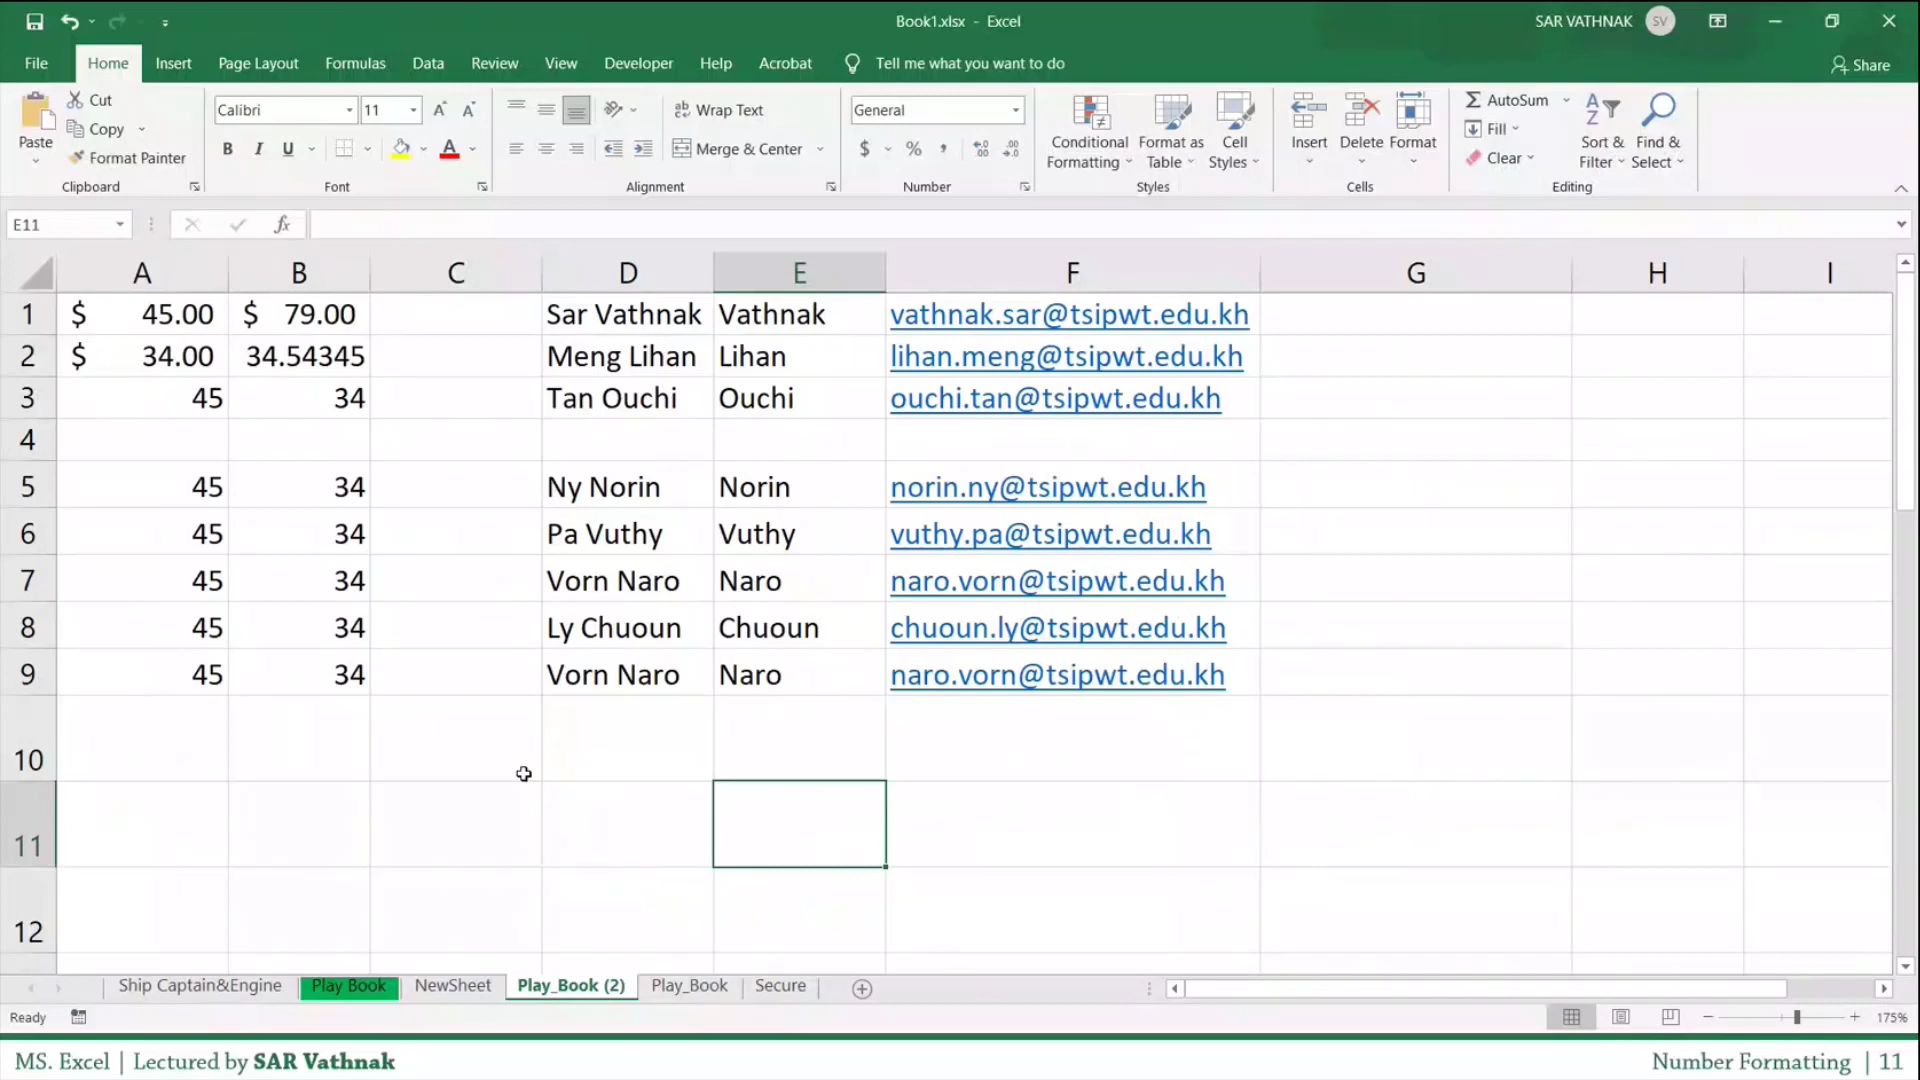 Book1.xlsx - Excel
SAR VATHNAK SV
File Home Insert Page Layout Formulas Data Review View Developer Help Acrobat Tell me what you want to do Share
Paste Cut Copy Format Painter
Clipboard
Calibri 11
B I U A
Font
Wrap Text
Merge & Center
Alignment
General
$ % ,
Number
Conditional Formatting Format as Table Cell Styles
Styles
Insert Delete Format
Cells
AutoSum
Fill
Clear
Sort & Filter Find & Select
Editing
E11 fx
A B C D E F G H I
1 $ 45.00 $ 79.00 Sar Vathnak Vathnak vathnak.sar@tsipwt.edu.kh
2 $ 34.00 34.54345 Meng Lihan Lihan lihan.meng@tsipwt.edu.kh
3 45 34 Tan Ouchi Ouchi ouchi.tan@tsipwt.edu.kh
4
5 45 34 Ny Norin Norin norin.ny@tsipwt.edu.kh
6 45 34 Pa Vuthy Vuthy vuthy.pa@tsipwt.edu.kh
7 45 34 Vorn Naro Naro naro.vorn@tsipwt.edu.kh
8 45 34 Ly Chuoun Chuoun chuoun.ly@tsipwt.edu.kh
9 45 34 Vorn Naro Naro naro.vorn@tsipwt.edu.kh
10
11
12
Ship Captain&Engine Play Book NewSheet Play_Book (2) Play_Book Secure
Ready 175%
MS. Excel | Lectured by SAR Vathnak Number Formatting | 11